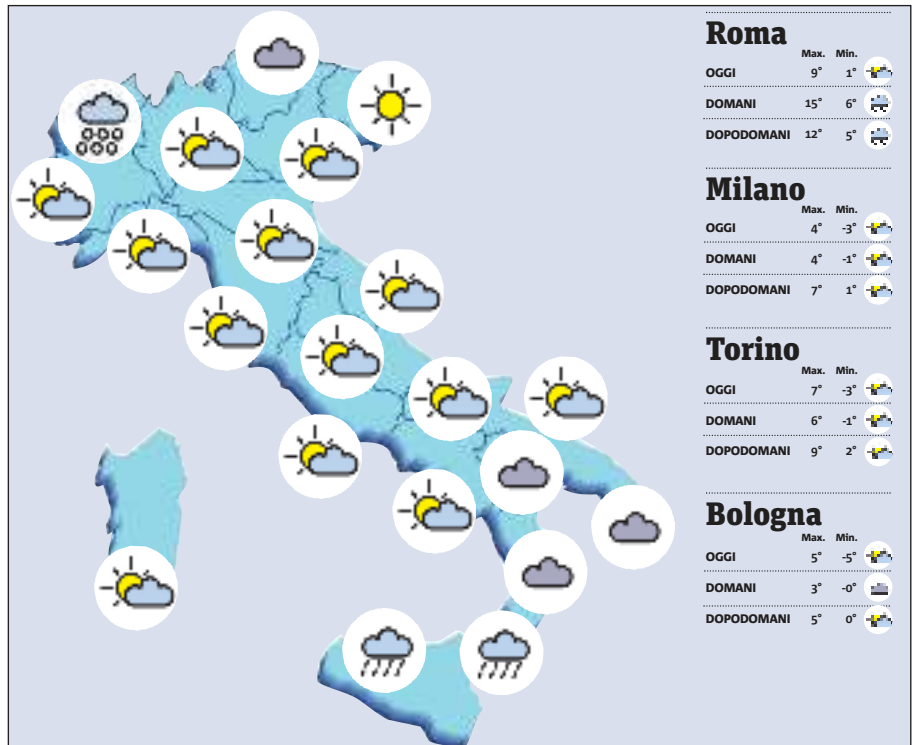 Roma
Max. Min.
OGGI 9° 1°
DOMANI 15° 6°
DOPODOMANI 12° 5°
Milano
Max. Min.
OGGI 4° -3°
DOMANI 4° -1°
DOPODOMANI 7° 1°
Torino
Max. Min.
OGGI 7° -3°
DOMANI 6° -1°
DOPODOMANI 9° 2°
Bologna
Max. Min.
OGGI 5° -5°
DOMANI 3° -0°
DOPODOMANI 5° 0°